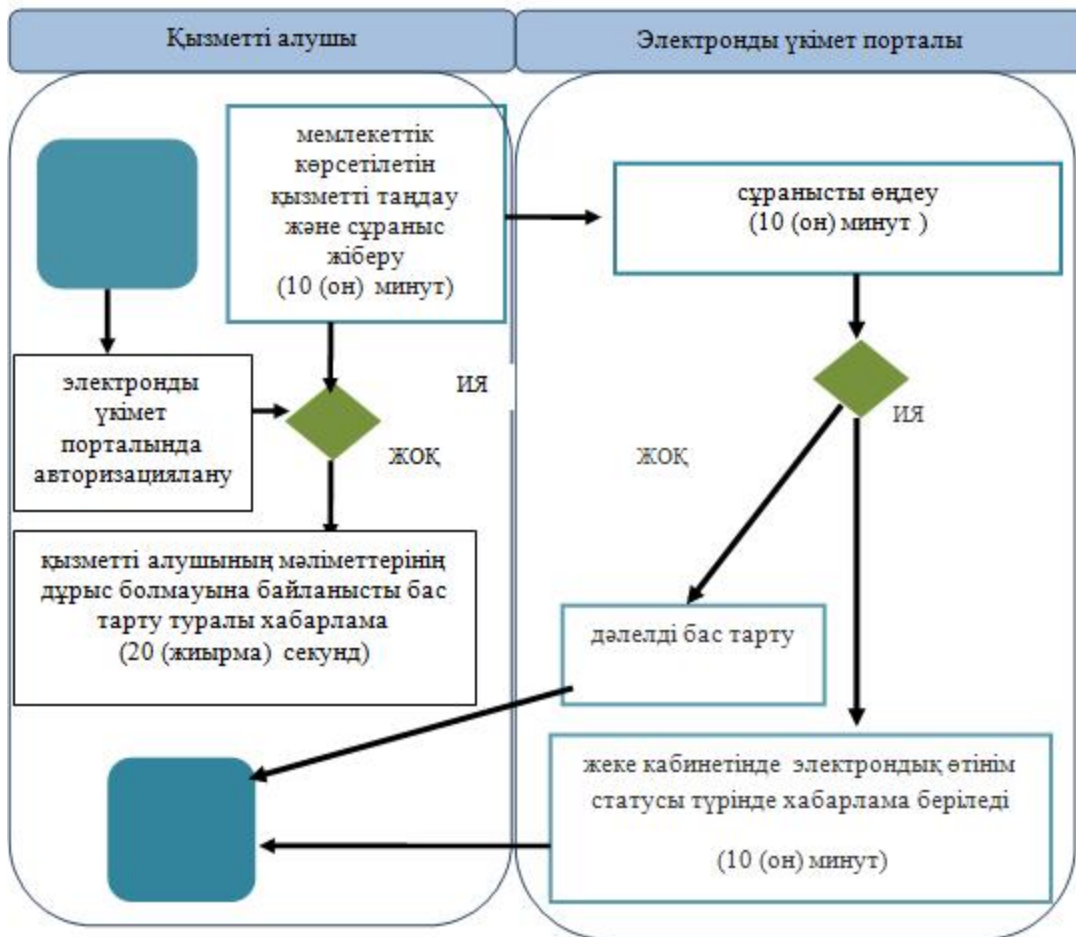 Қызметті алушы
Электронды үкімет порталы
мемлекеттік
көрсетілетін
қызметті таңдау
және сұраныс
жіберу
(10 (он) минут)
сұранысты өңдеу
(10 (он) минут )
электронды
үкімет
порталында
авторизациялану
ИЯ
ЖОҚ
ИЯ
ЖОҚ
қызметті алушының мәліметтерінің
дұрыс болмауына байланысты бас
тарту туралы хабарлама
(20 (жиырма) секунд)
дәлелді бас тарту
жеке кабинетінде электрондық өтінім
статусы түрінде хабарлама беріледі
(10 (он) минут)